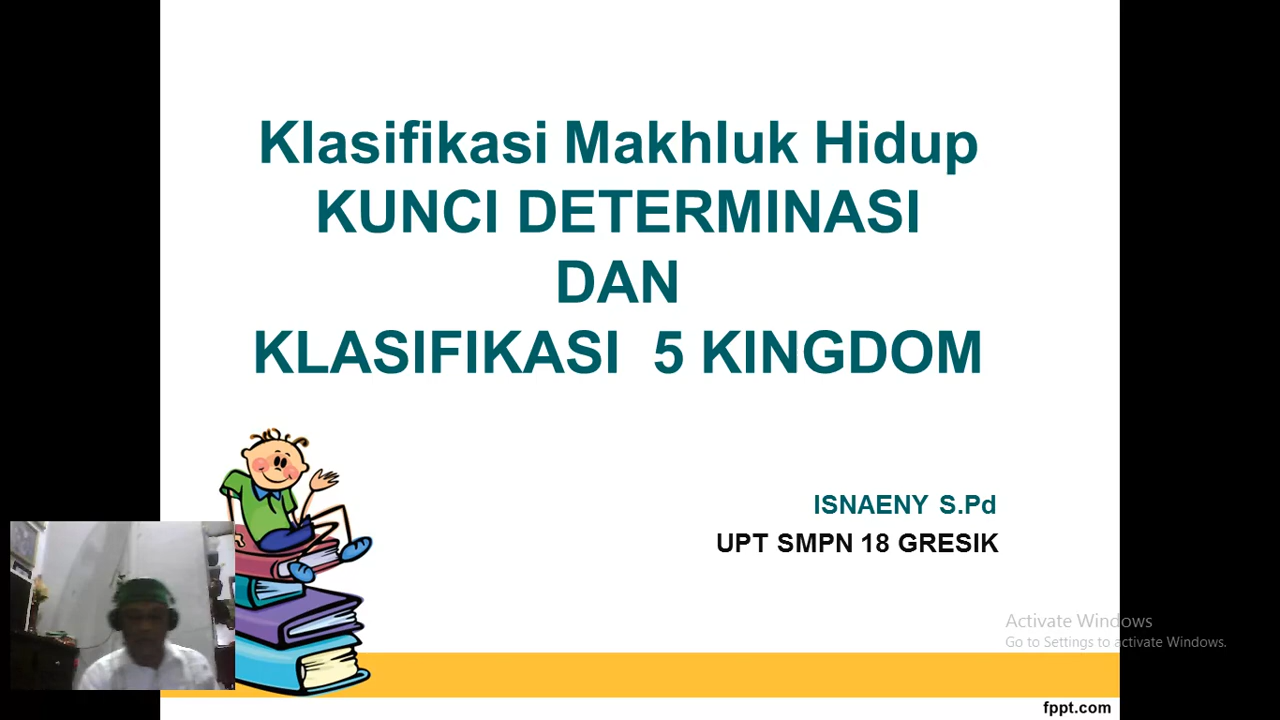 Klasifikasi Makhluk Hidup
KUNCI DETERMINASI
DAN
KLASIFIKASI 5 KINGDOM
ISNAENY S.Pd
UPT SMPN 18 GRESIK
Activate Windows
Go to Settings to activate Windows.
fppt.com